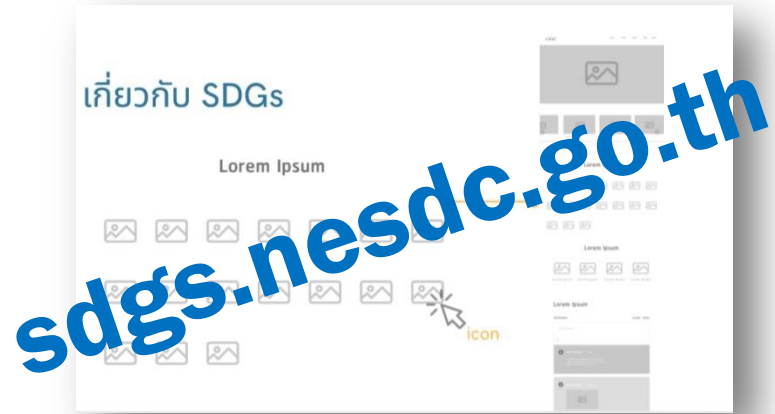 เกี่ยวกับ SDGs
Lorem Ipsum
sdgs.nesdc.go.th
icon
Lorem Ipsum
Lorem Ipsum